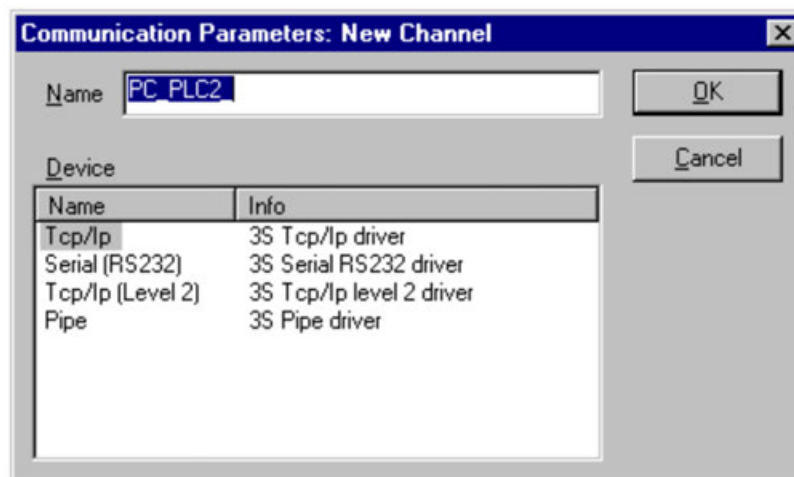 Communication Parameters: New Channel
Name PC_PLC2_ OK
Cancel
Device
Name Info
Tcp/Ip 3S Tcp/Ip driver
Serial (RS232) 3S Serial RS232 driver
Tcp/Ip (Level 2) 3S Tcp/Ip level 2 driver
Pipe 3S Pipe driver